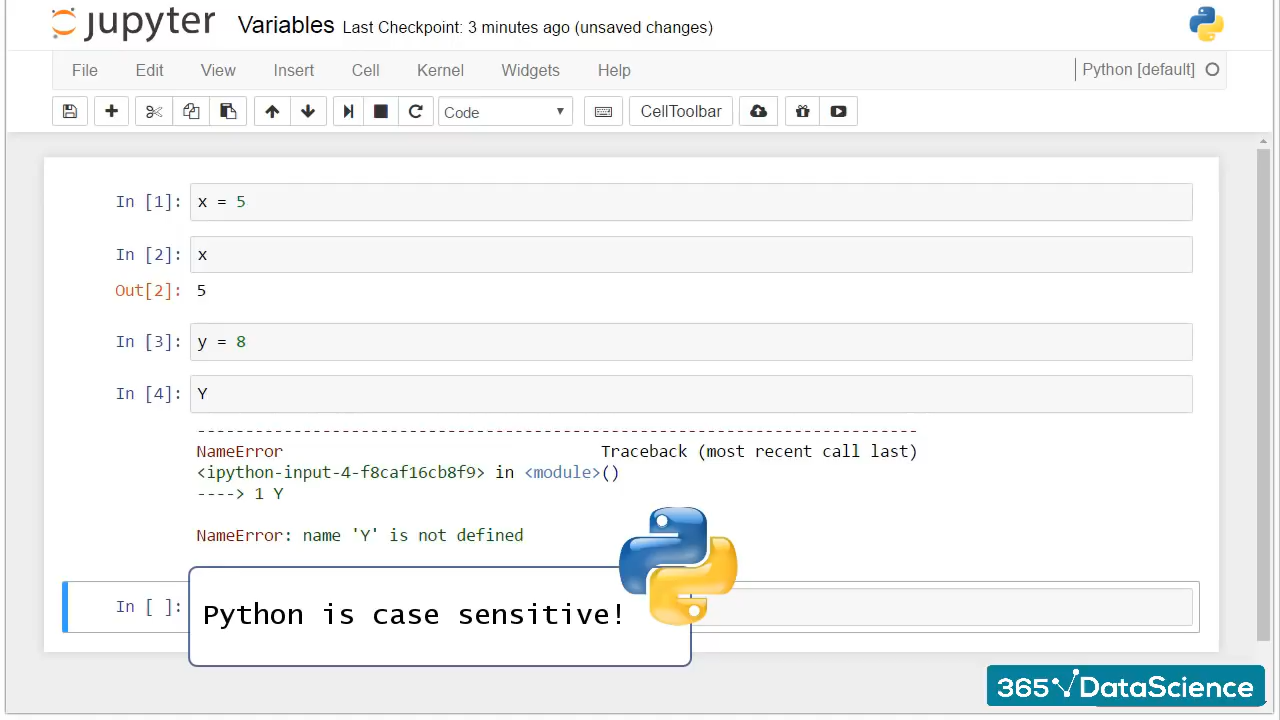 jupyter Variables Last Checkpoint: 3 minutes ago (unsaved changes)
File Edit View Insert Cell Kernel Widgets Help Python [default]
Code CellToolbar
In [1]: x = 5
In [2]: x
Out[2]: 5
In [3]: y = 8
In [4]: Y
---------------------------------------------------------------------------
NameError Traceback (most recent call last)
<ipython-input-4-f8caf16cb8f9> in <module>()
----> 1 Y
NameError: name 'Y' is not defined
In [ ]:
Python is case sensitive!
365 DataScience